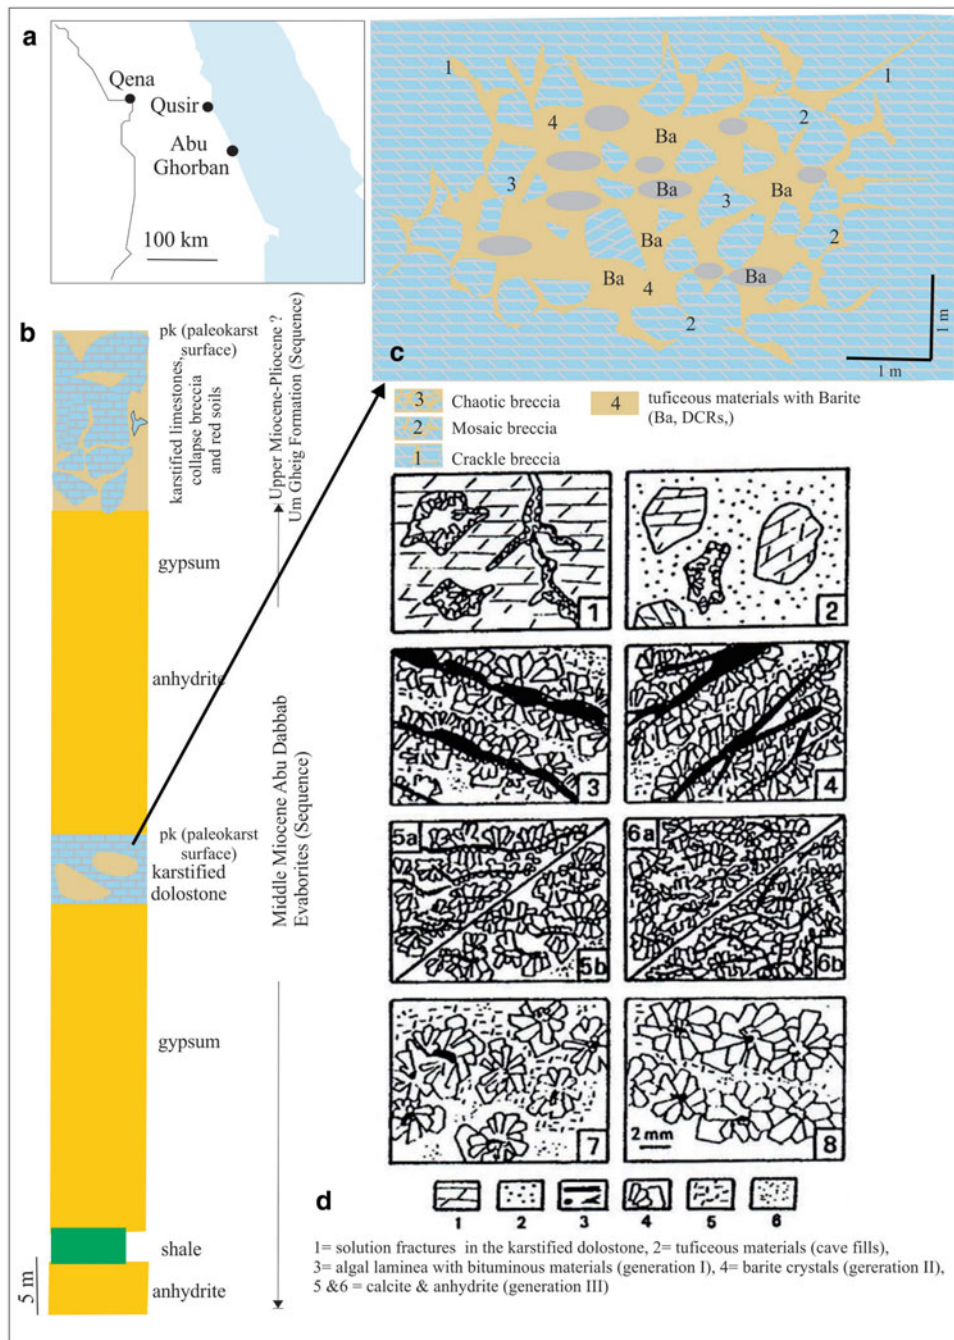 a
Qena
Qusir
Abu
Ghorban
100 km
b
pk (paleokarst
surface)
karstified limestones,
collapse breccia
and red soils
Upper Miocene-Pliocene ?
Um Gheig Formation (Sequence)
gypsum
anhydrite
pk (paleokarst
surface)
karstified
dolostone
Middle Miocene Abu Dabbab
Evaborites (Sequence)
gypsum
shale
anhydrite
5 m
1
1
4
Ba
2
3
Ba
Ba
3
Ba
2
Ba
Ba
4
Ba
2
1 m
1 m
c
3 Chaotic breccia
2 Mosaic breccia
1 Crackle breccia
4 tuficeous materials with Barite
(Ba, DCRs,)
1
2
3
4
5a
5b
6a
6b
7
2 mm
8
d
1 2 3 4 5 6
1= solution fractures in the karstified dolostone, 2= tuficeous materials (cave fills),
3= algal laminea with bituminous materials (generation I), 4= barite crystals (gereration II),
5 &6 = calcite & anhydrite (generation III)